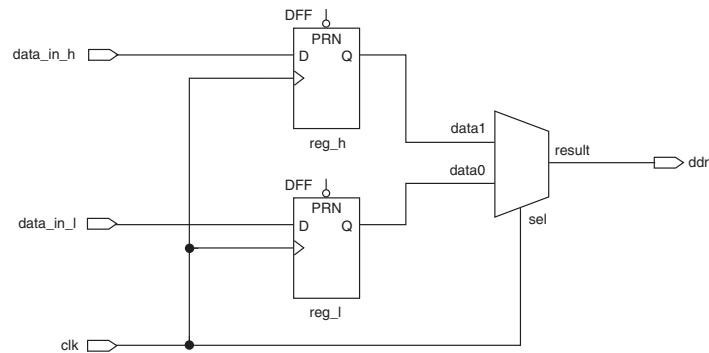 DFF
PRN
data_in_h
D Q
reg_h
data1
result
ddr
data0
DFF
PRN
data_in_l
D Q
sel
reg_l
clk